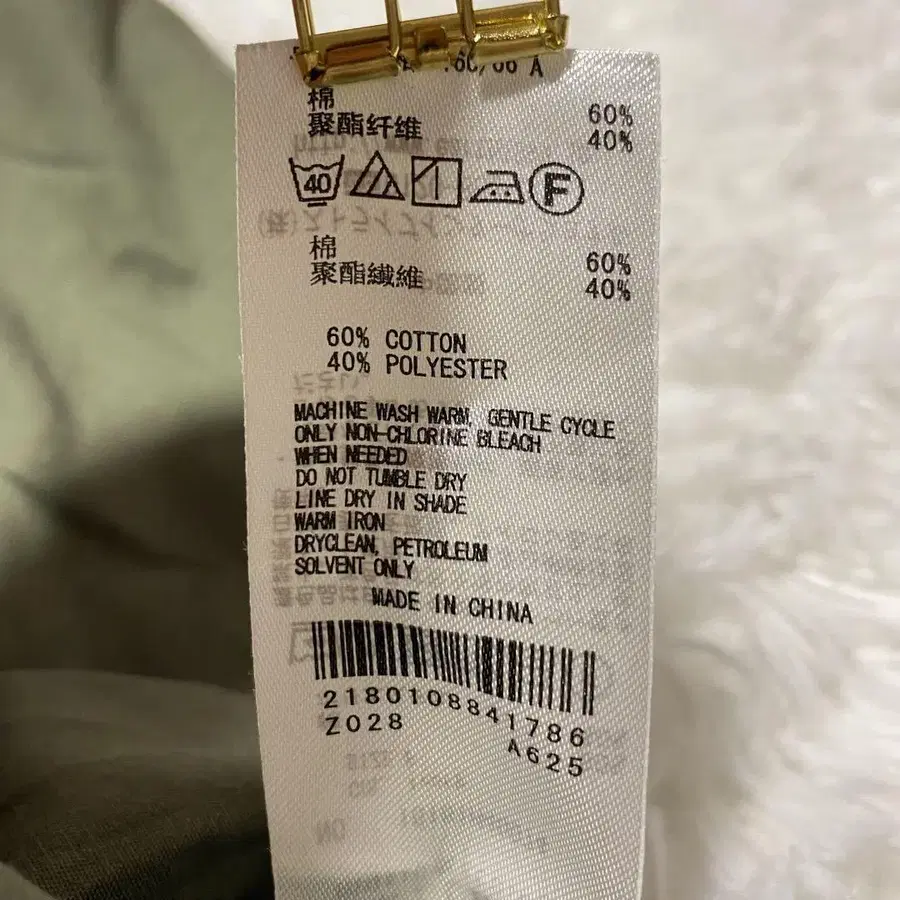 棉 60%
聚酯纤维 40%
40 F
棉 60%
聚酯纖維 40%
60% COTTON
40% POLYESTER
MACHINE WASH WARM, GENTLE CYCLE
ONLY NON-CHLORINE BLEACH
WHEN NEEDED
DO NOT TUMBLE DRY
LINE DRY IN SHADE
WARM IRON
DRYCLEAN, PETROLEUM
SOLVENT ONLY
MADE IN CHINA
2180108841786
Z028
A625